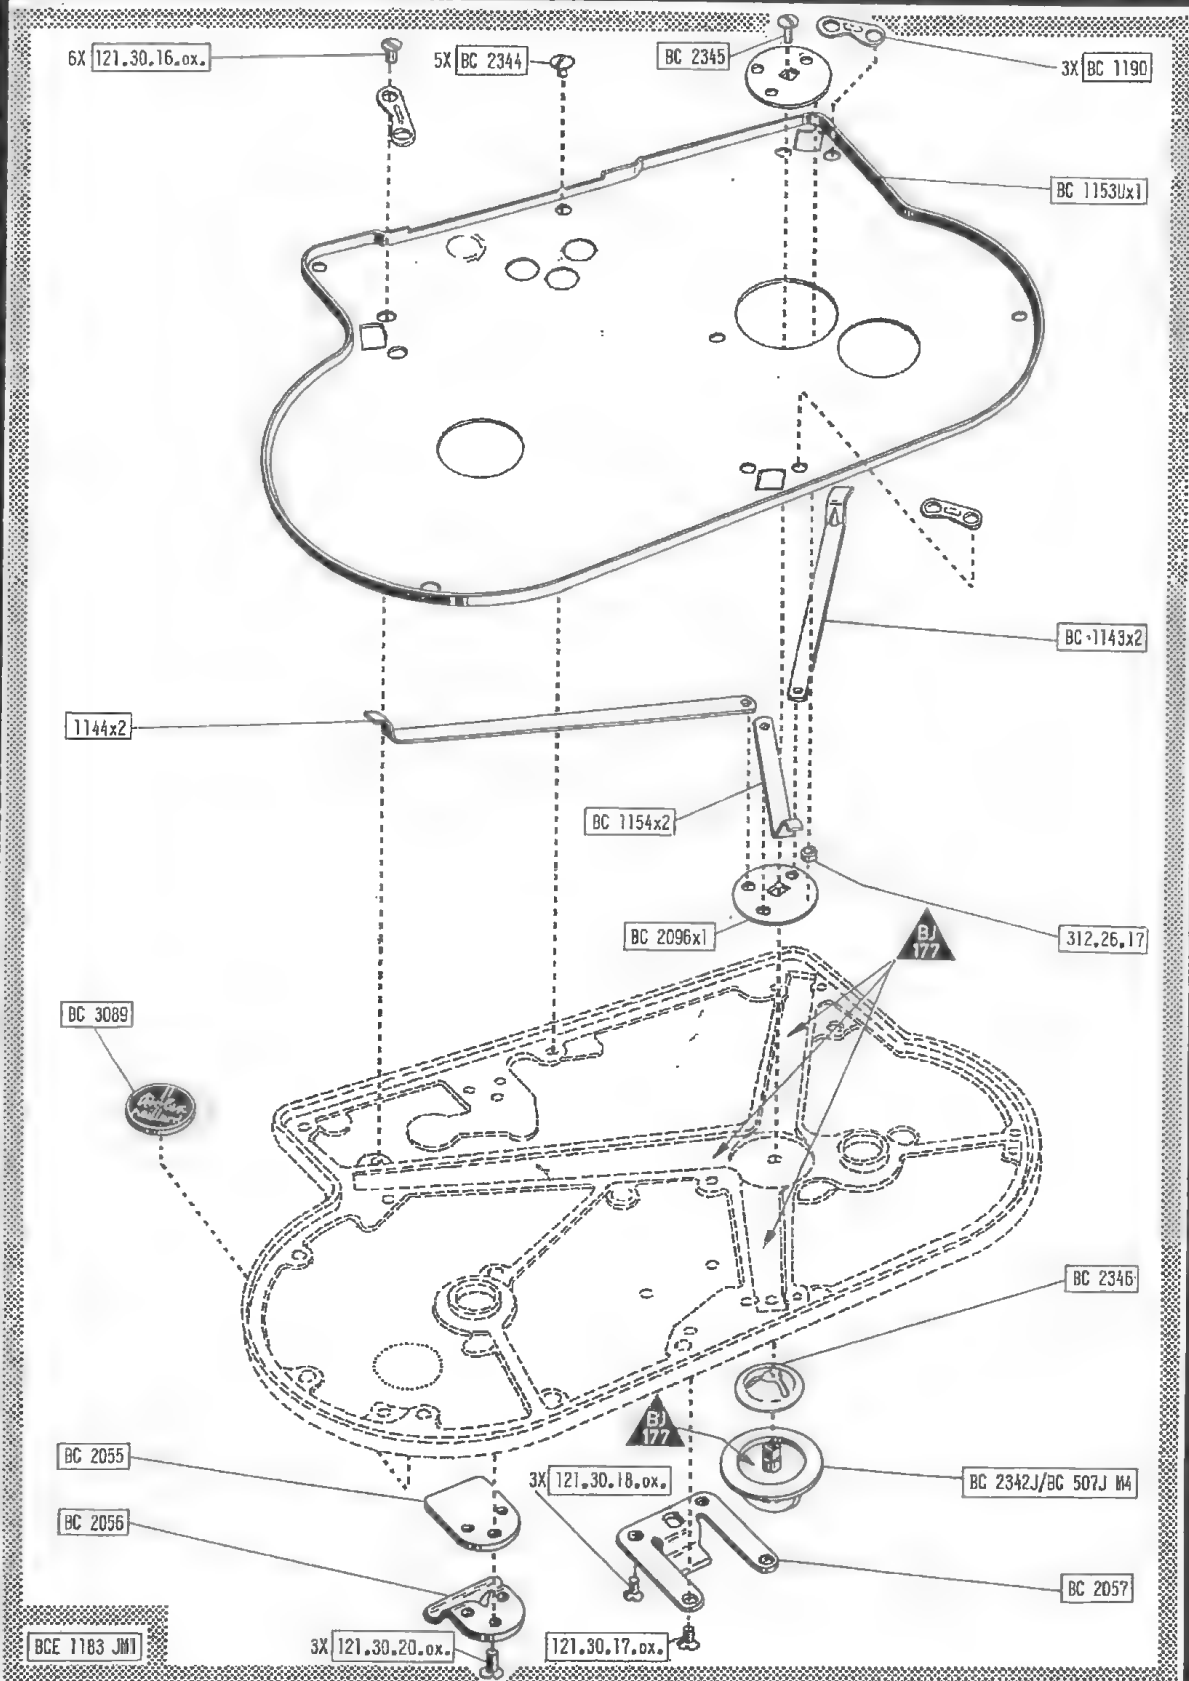 6X 121.30.16.ox.
5X BC 2344
BC 2345
3X BC 1190
BC 1153Ux1
BC 1143x2
1144x2
BC 1154x2
BC 2096x1
BJ
177
312.26.17
BC 3089
BC 2346
BJ
177
BC 2055
3X 121.30.18.ox.
BC 2342J/BC 507J M4
BC 2056
BC 2057
BCE 1183 JM1
3X 121.30.20.ox.
121.30.17.ox.